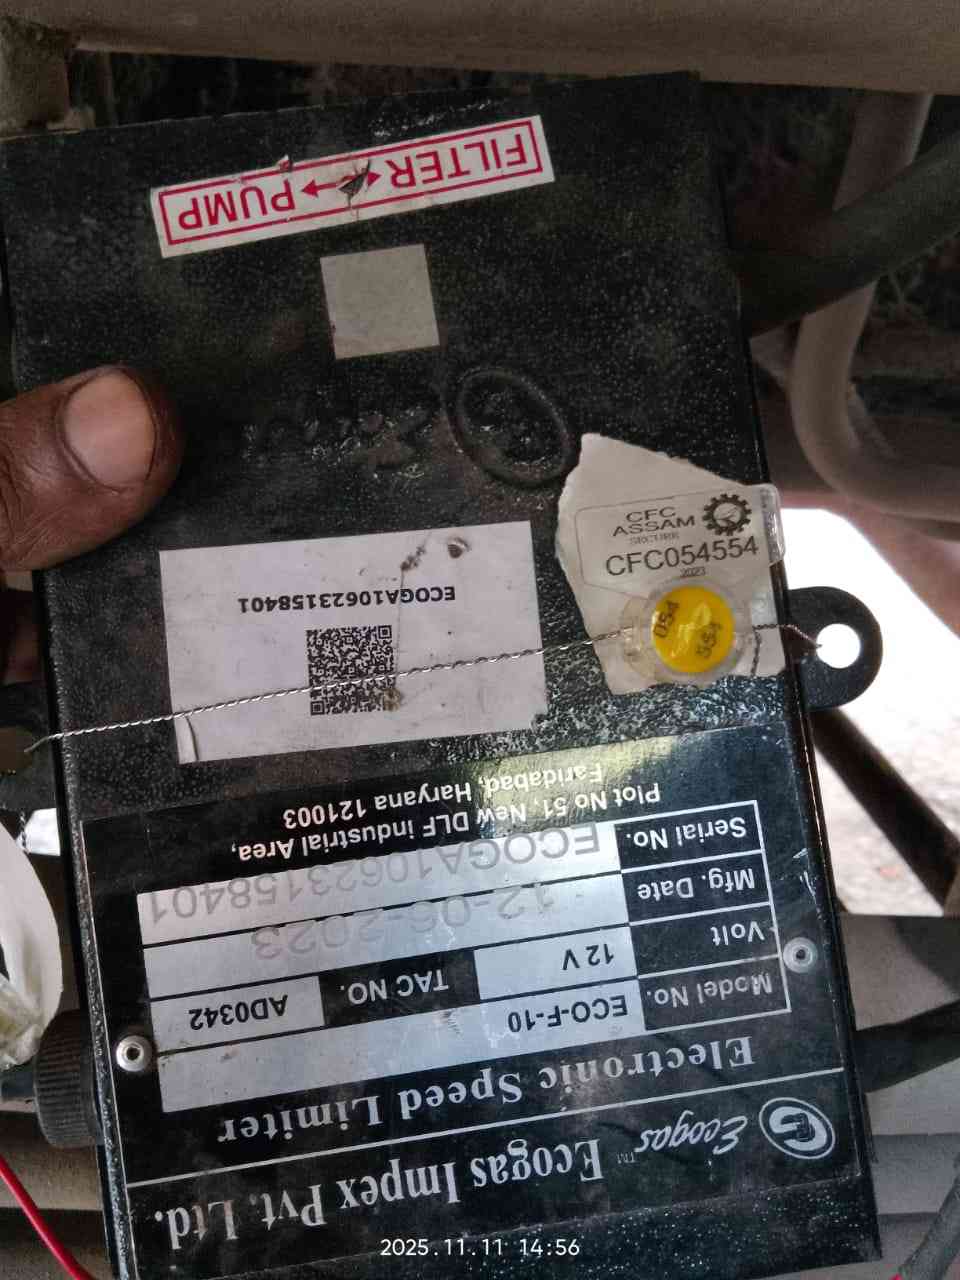 Ecogas Impex Pvt. Ltd.
Ecogas™
Electronic Speed Limiter
Model No. ECO-F-10
Volt 12 V TAC NO. AD0342
Mfg. Date 12-06-2023
Serial No. ECOGA10623158401
Plot No 51, New DLF industrial Area,
Faridabad, Haryana 121003
ECOGA10623158401
CFC
ASSAM
SECURE
CFC054554
2023
054
554
FILTER PUMP
2025.11.11 14:56